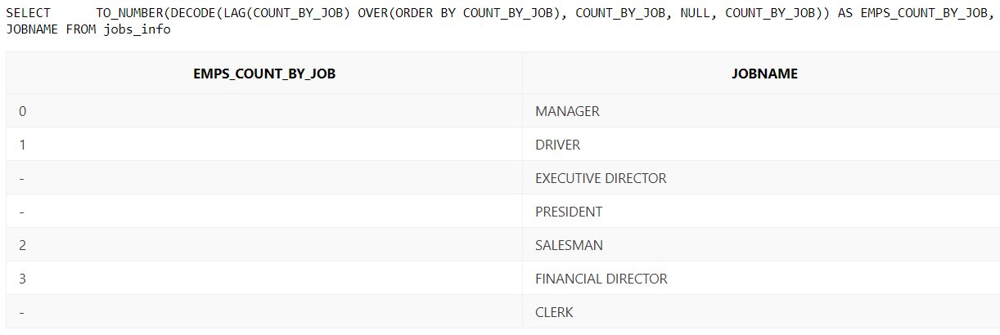 SELECT      TO_NUMBER(DECODE(LAG(COUNT_BY_JOB) OVER(ORDER BY COUNT_BY_JOB), COUNT_BY_JOB, NULL, COUNT_BY_JOB)) AS EMPS_COUNT_BY_JOB,
JOBNAME FROM jobs_info
EMPS_COUNT_BY_JOB JOBNAME
0 MANAGER
1 DRIVER
- EXECUTIVE DIRECTOR
- PRESIDENT
2 SALESMAN
3 FINANCIAL DIRECTOR
- CLERK